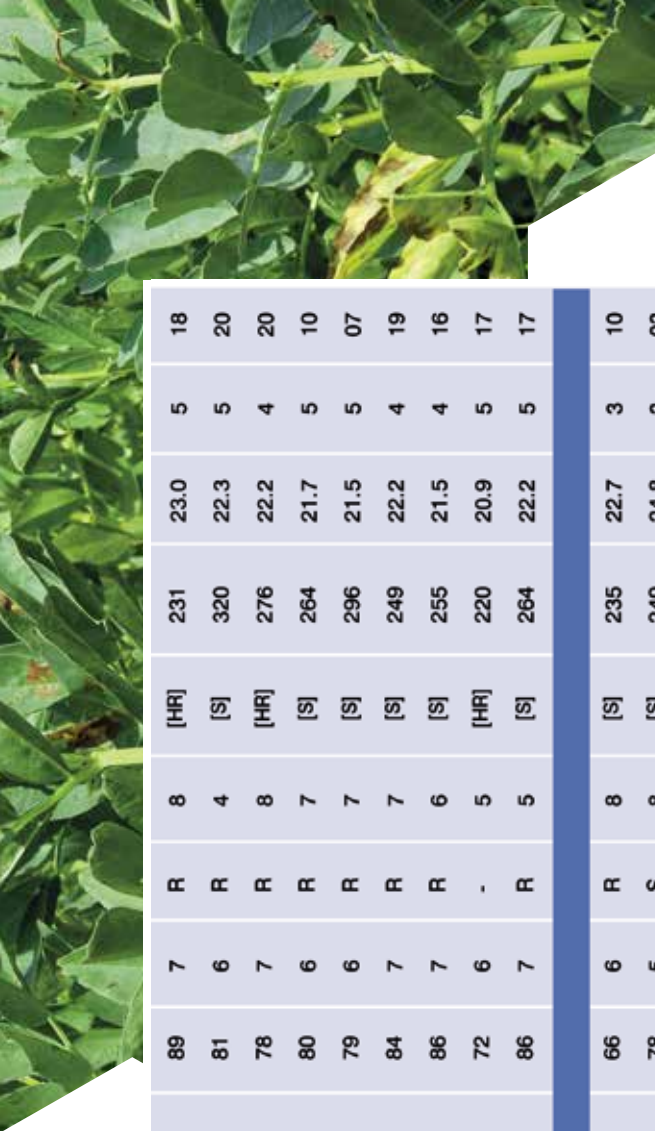 89 7 R 8 [HR] 231 23.0 5 18
81 6 R 4 [S] 320 22.3 5 20
78 7 R 8 [HR] 276 22.2 4 20
80 6 R 7 [S] 264 21.7 5 10
79 6 R 7 [S] 296 21.5 5 07
84 7 R 7 [S] 249 22.2 4 19
86 7 R 6 [S] 255 21.5 4 16
72 6 - 5 [HR] 220 20.9 5 17
86 7 R 5 [S] 264 22.2 5 17
66 6 R 8 [S] 235 22.7 3 10